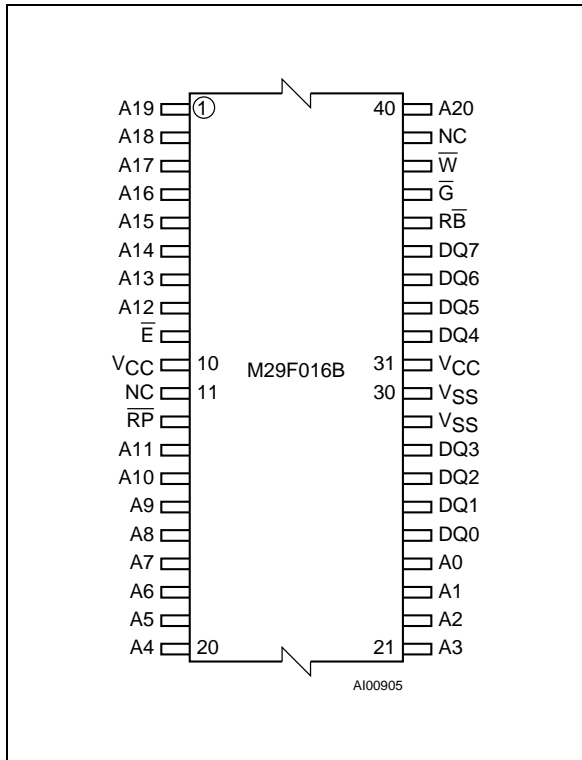 A19 1 40 A20
A18 NC
A17 W̅
A16 G̅
A15 RB̅
A14 DQ7
A13 DQ6
A12 DQ5
E̅ DQ4
VCC 10 M29F016B 31 VCC
NC 11 30 VSS
R̅P̅ VSS
A11 DQ3
A10 DQ2
A9 DQ1
A8 DQ0
A7 A0
A6 A1
A5 A2
A4 20 21 A3
AI00905